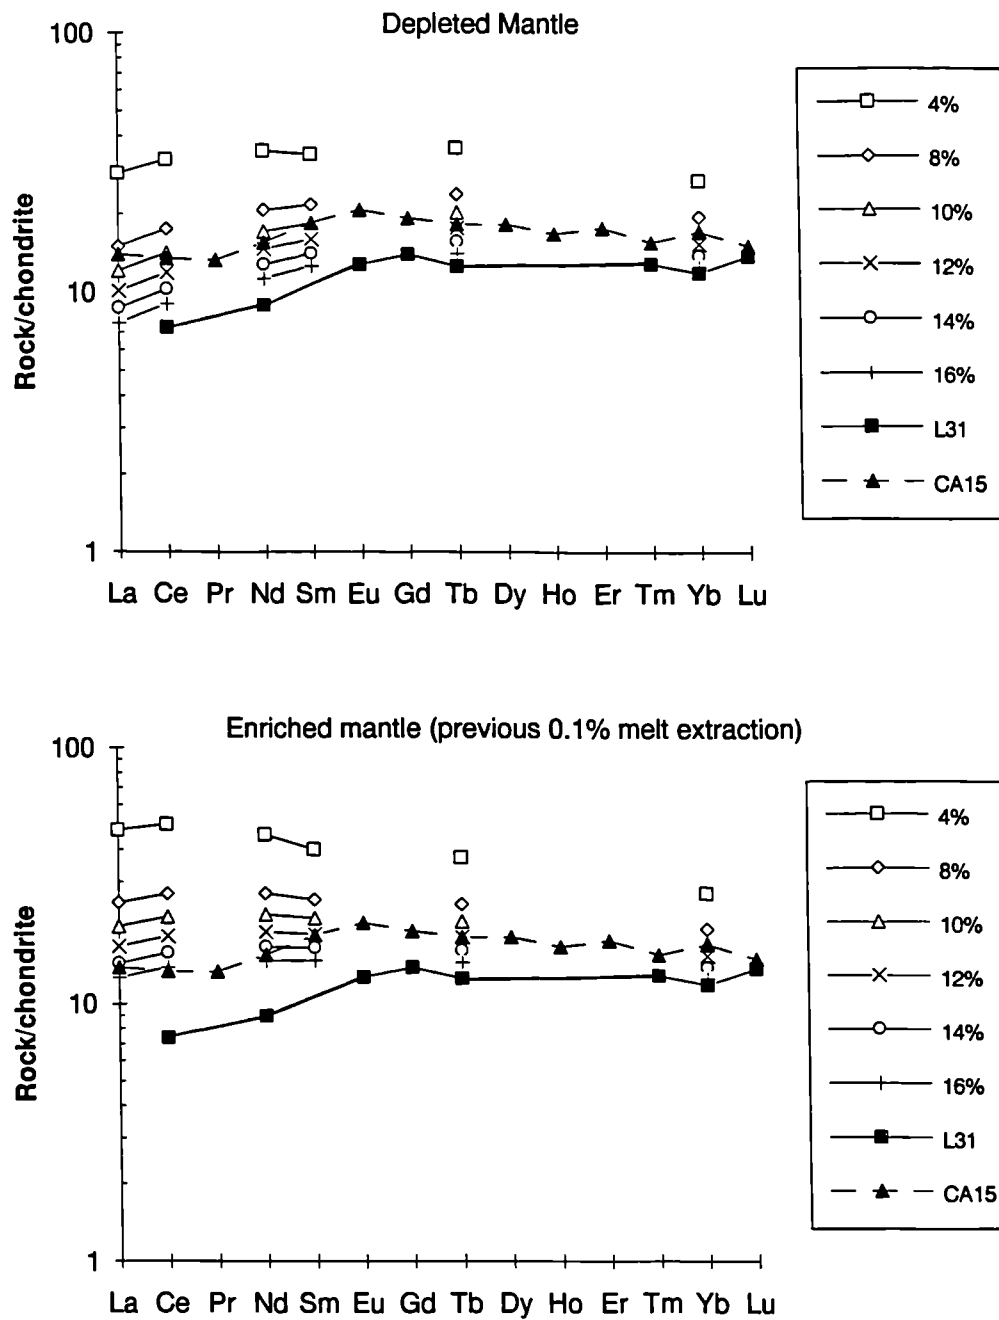 Depleted Mantle
100
10
1
Rock/chondrite
La Ce Pr Nd Sm Eu Gd Tb Dy Ho Er Tm Yb Lu
4%
8%
10%
12%
14%
16%
L31
CA15
Enriched mantle (previous 0.1% melt extraction)
100
10
1
Rock/chondrite
La Ce Pr Nd Sm Eu Gd Tb Dy Ho Er Tm Yb Lu
4%
8%
10%
12%
14%
16%
L31
CA15